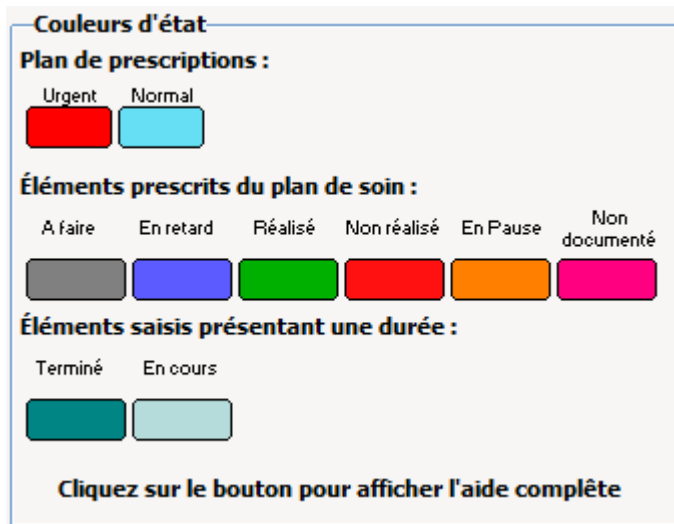 Couleurs d'état
Plan de prescriptions :
Urgent Normal
Éléments prescrits du plan de soin :
A faire En retard Réalisé Non réalisé En Pause Non documenté
Éléments saisis présentant une durée :
Terminé En cours
Cliquez sur le bouton pour afficher l'aide complête